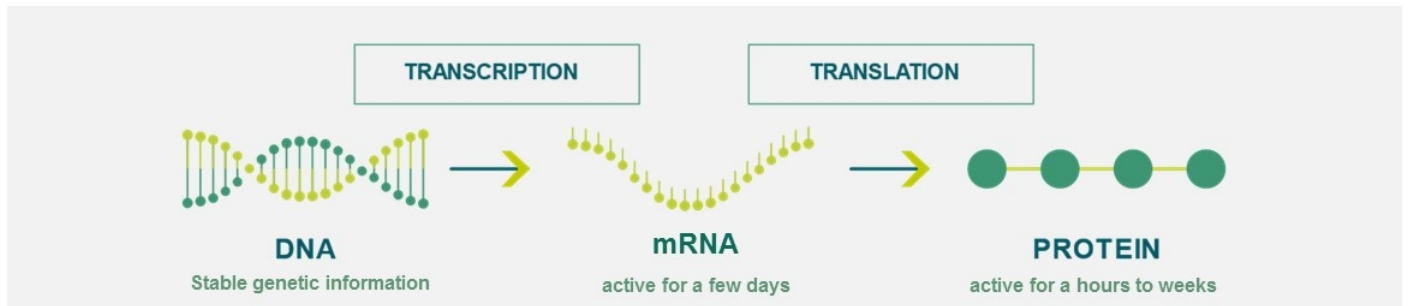 TRANSCRIPTION
TRANSLATION
DNA
mRNA
PROTEIN
Stable genetic information
active for a few days
active for a hours to weeks